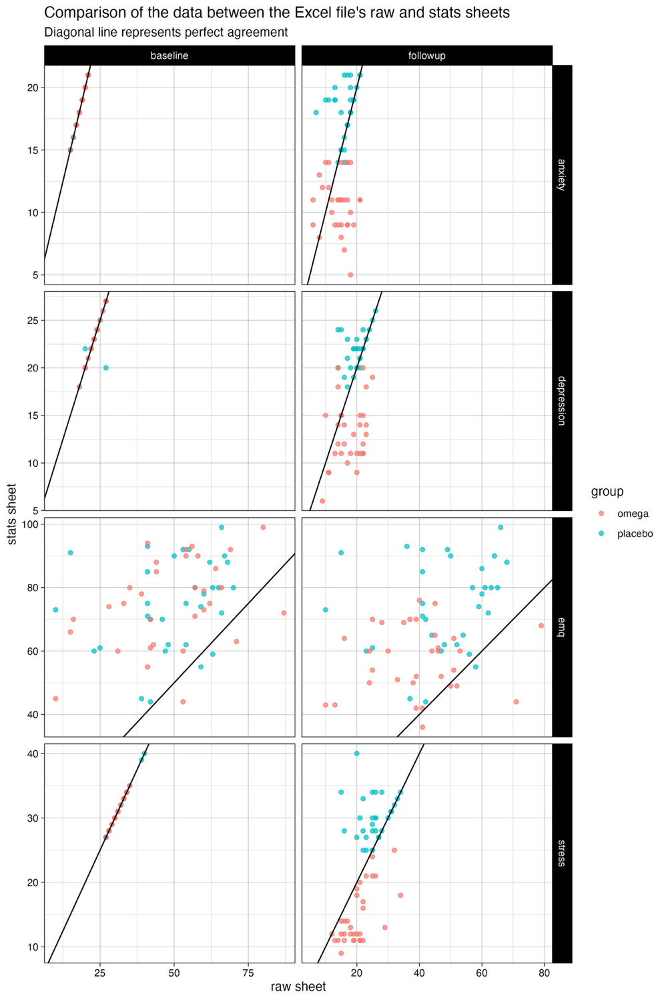 Comparison of the data between the Excel file's raw and stats sheets
Diagonal line represents perfect agreement
baseline
followup
20
15
10
5
anxiety
25
20
15
10
5
depression
100
80
60
40
emq
40
30
20
10
stress
25
50
75
20
40
60
80
raw sheet
stats sheet
group
omega
placebo